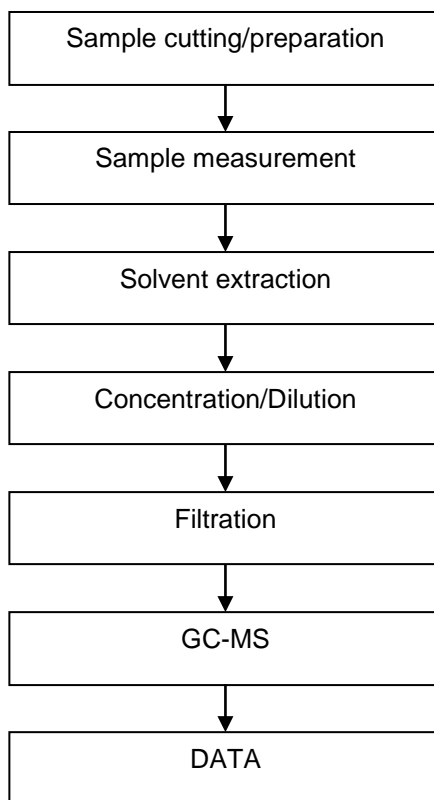 Sample cutting/preparation
Sample measurement
Solvent extraction
Concentration/Dilution
Filtration
GC-MS
DATA